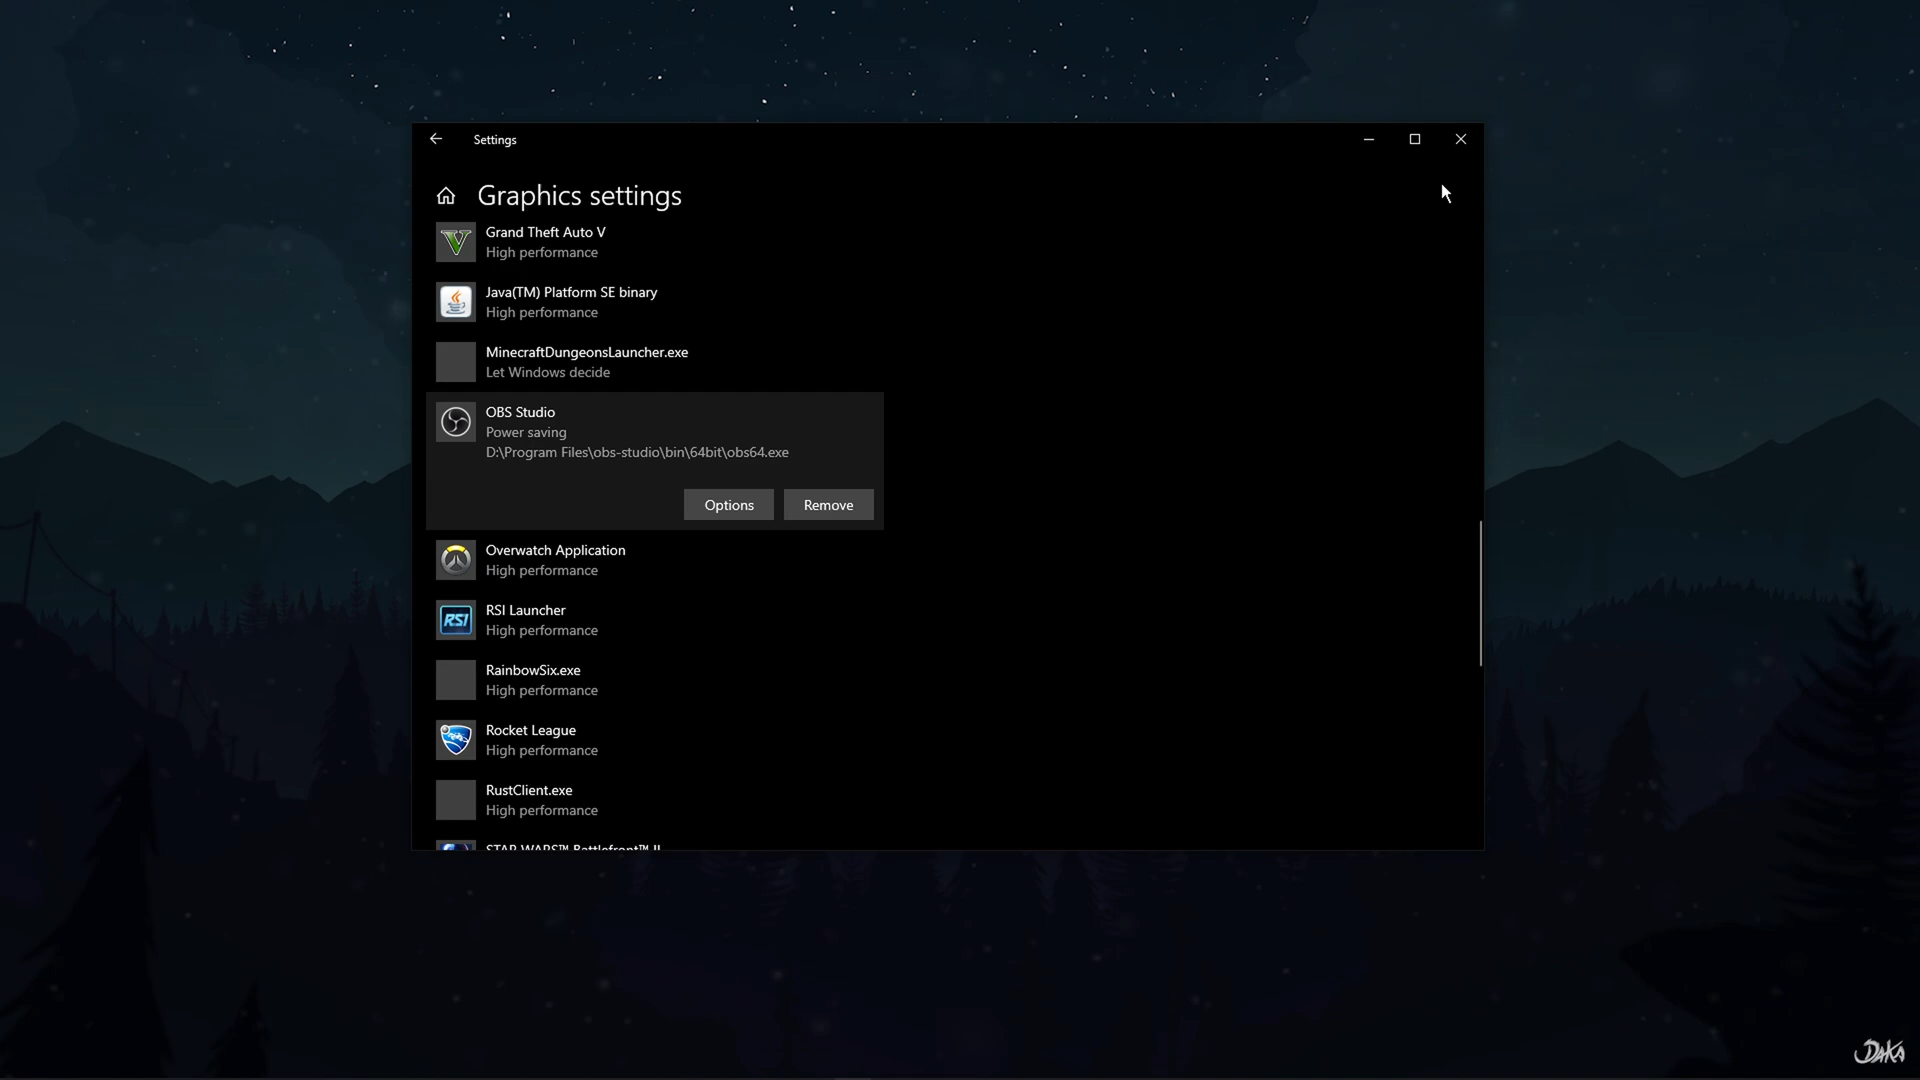 Settings
Graphics settings
Grand Theft Auto V
High performance
Java(TM) Platform SE binary
High performance
MinecraftDungeonsLauncher.exe
Let Windows decide
OBS Studio
Power saving
D:\Program Files\obs-studio\bin\64bit\obs64.exe
Options Remove
Overwatch Application
High performance
RSI
RSI Launcher
High performance
RainbowSix.exe
High performance
Rocket League
High performance
RustClient.exe
High performance
STAR WARS™ Battlefront™ II
DAKA